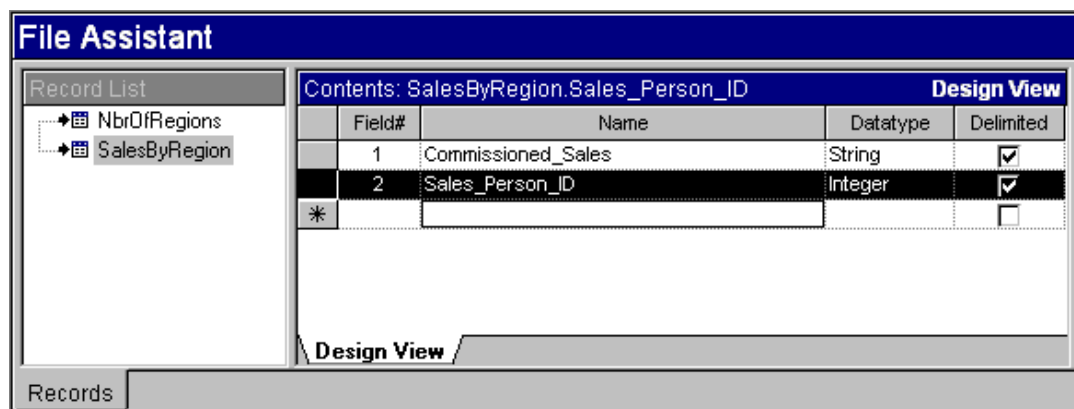 File Assistant
Record List
NbrOfRegions
SalesByRegion
Contents: SalesByRegion.Sales_Person_ID Design View
Field# Name Datatype Delimited
1 Commissioned_Sales String
2 Sales_Person_ID Integer
Design View
Records